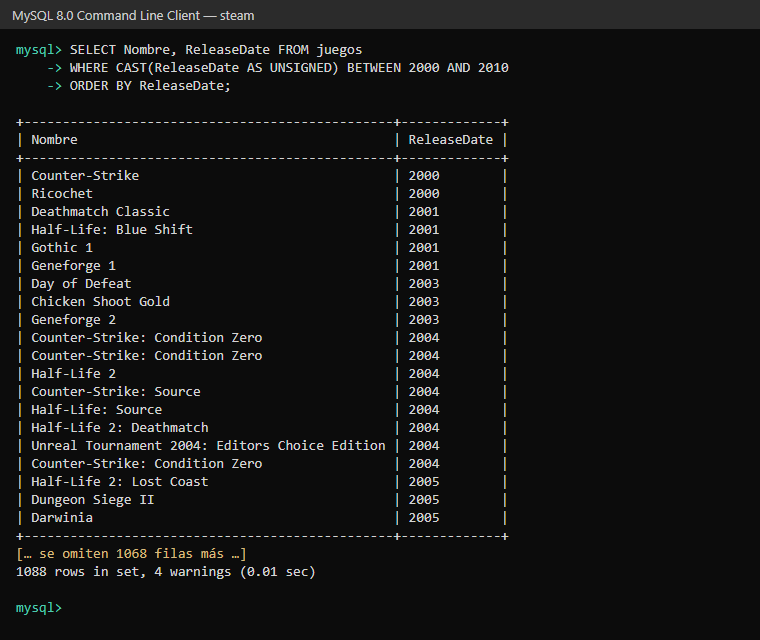 MySQL 8.0 Command Line Client — steam
mysql> SELECT Nombre, ReleaseDate FROM juegos
    -> WHERE CAST(ReleaseDate AS UNSIGNED) BETWEEN 2000 AND 2010
    -> ORDER BY ReleaseDate;
+------------------------------------------------+-------------+
| Nombre                                         | ReleaseDate |
+------------------------------------------------+-------------+
| Counter-Strike                                 | 2000        |
| Ricochet                                       | 2000        |
| Deathmatch Classic                             | 2001        |
| Half-Life: Blue Shift                          | 2001        |
| Gothic 1                                       | 2001        |
| Geneforge 1                                    | 2001        |
| Day of Defeat                                  | 2003        |
| Chicken Shoot Gold                             | 2003        |
| Geneforge 2                                    | 2003        |
| Counter-Strike: Condition Zero                 | 2004        |
| Counter-Strike: Condition Zero                 | 2004        |
| Half-Life 2                                    | 2004        |
| Counter-Strike: Source                         | 2004        |
| Half-Life: Source                              | 2004        |
| Half-Life 2: Deathmatch                        | 2004        |
| Unreal Tournament 2004: Editors Choice Edition | 2004        |
| Counter-Strike: Condition Zero                 | 2004        |
| Half-Life 2: Lost Coast                        | 2005        |
| Dungeon Siege II                               | 2005        |
| Darwinia                                       | 2005        |
+------------------------------------------------+-------------+
[… se omiten 1068 filas más …]
1088 rows in set, 4 warnings (0.01 sec)
mysql>